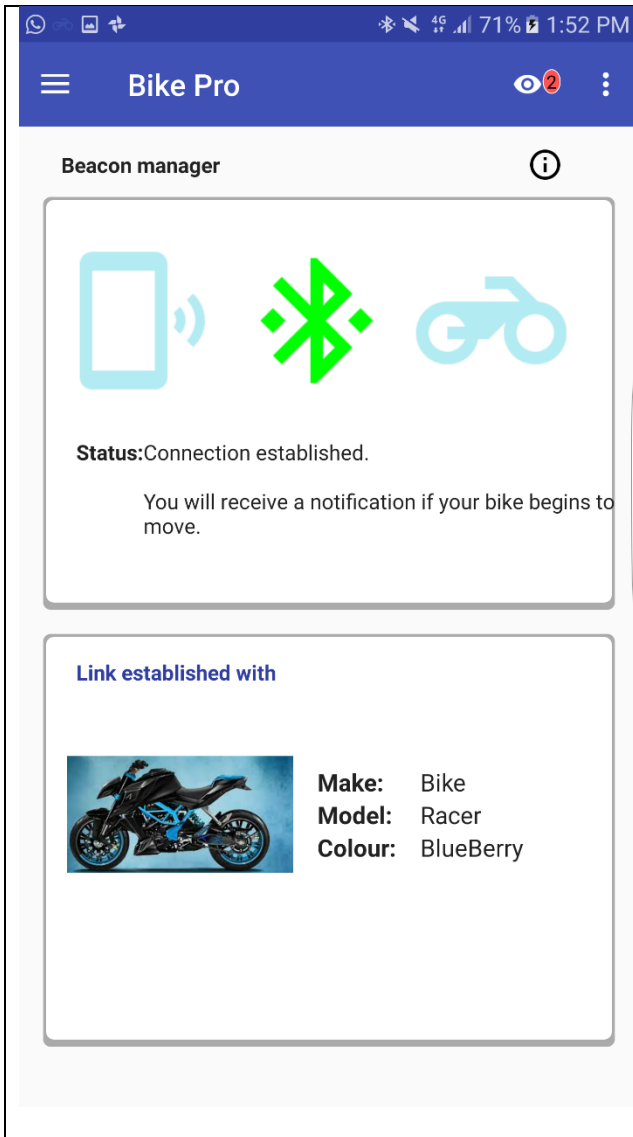 4G 71% 1:52 PM
Bike Pro 2
Beacon manager
Status:Connection established.
You will receive a notification if your bike begins to
move.
Link established with
Make: Bike
Model: Racer
Colour: BlueBerry